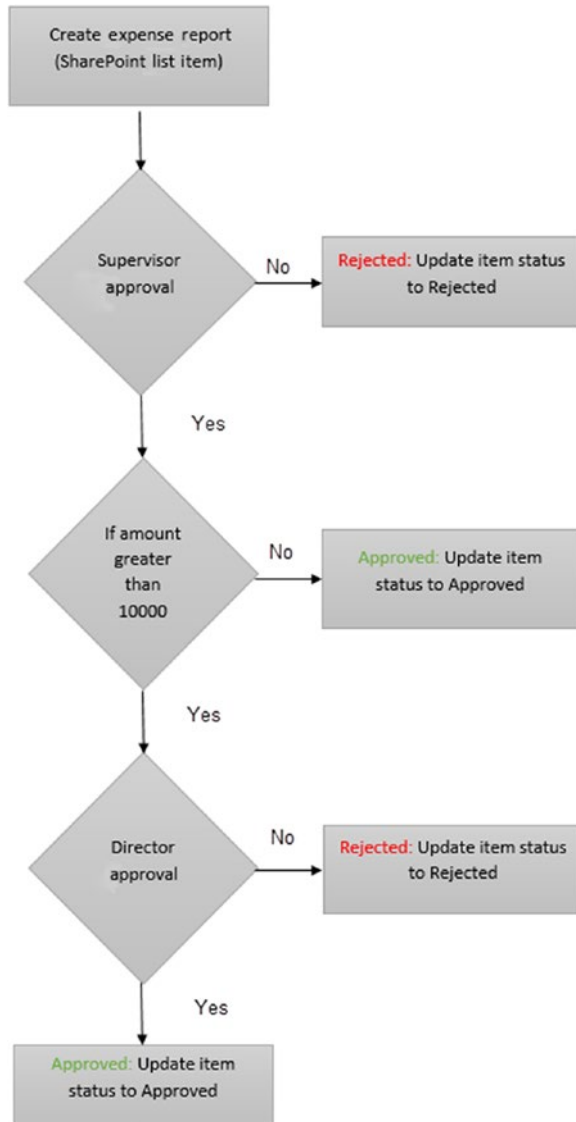 Create expense report
(SharePoint list item)
Supervisor
approval
No
Rejected: Update item status
to Rejected
Yes
If amount
greater
than
10000
No
Approved: Update item
status to Approved
Yes
Director
approval
No
Rejected: Update item status
to Rejected
Yes
Approved: Update item
status to Approved